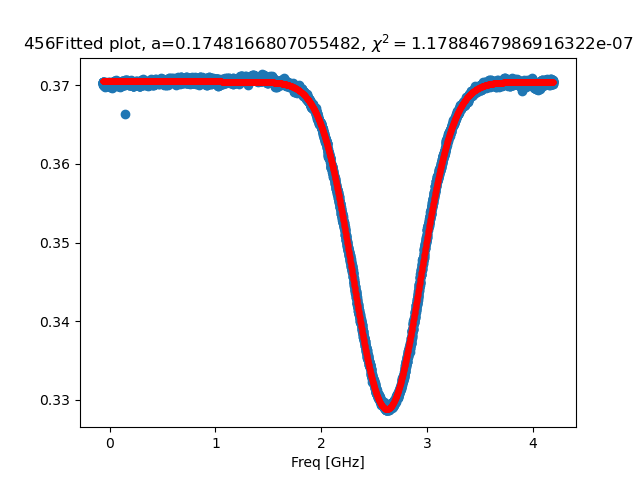 456Fitted plot, a=0.1748166807055482, χ² = 1.1788467986916322e-07
0.37
0.36
0.35
0.34
0.33
0 1 2 3 4
Freq [GHz]